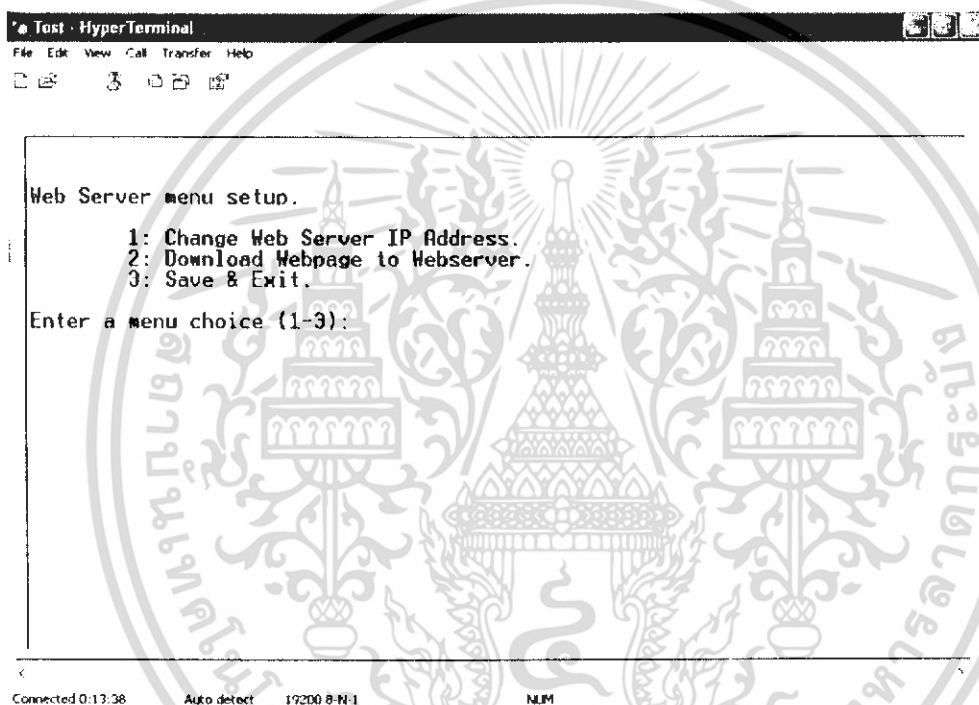 Tost - HyperTerminal
File Edit View Call Transfer Help
Web Server menu setup.
1: Change Web Server IP Address.
2: Download Webpage to Webserver.
3: Save & Exit.
Enter a menu choice (1-3):
Connected 0:13:38 Auto detect 19200 8-N-1 NUM